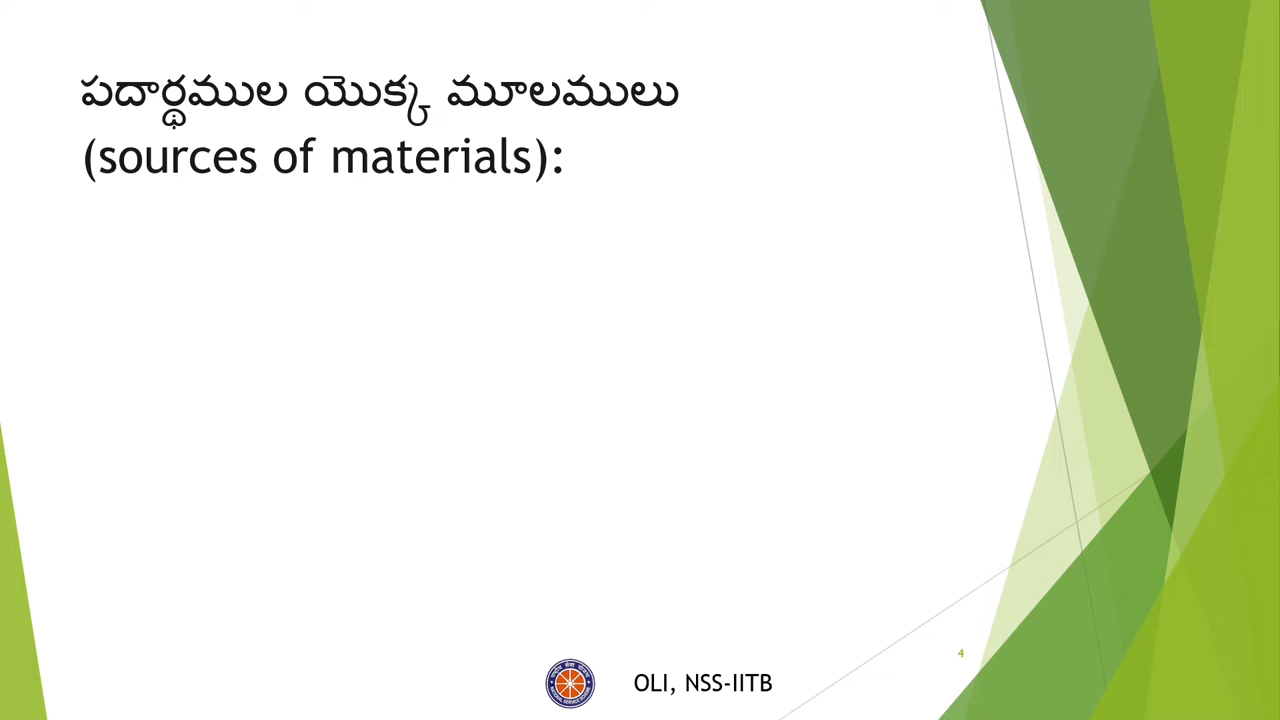 పదార్థముల యొక్క మూలములు
(sources of materials):
4
OLI, NSS-IITB